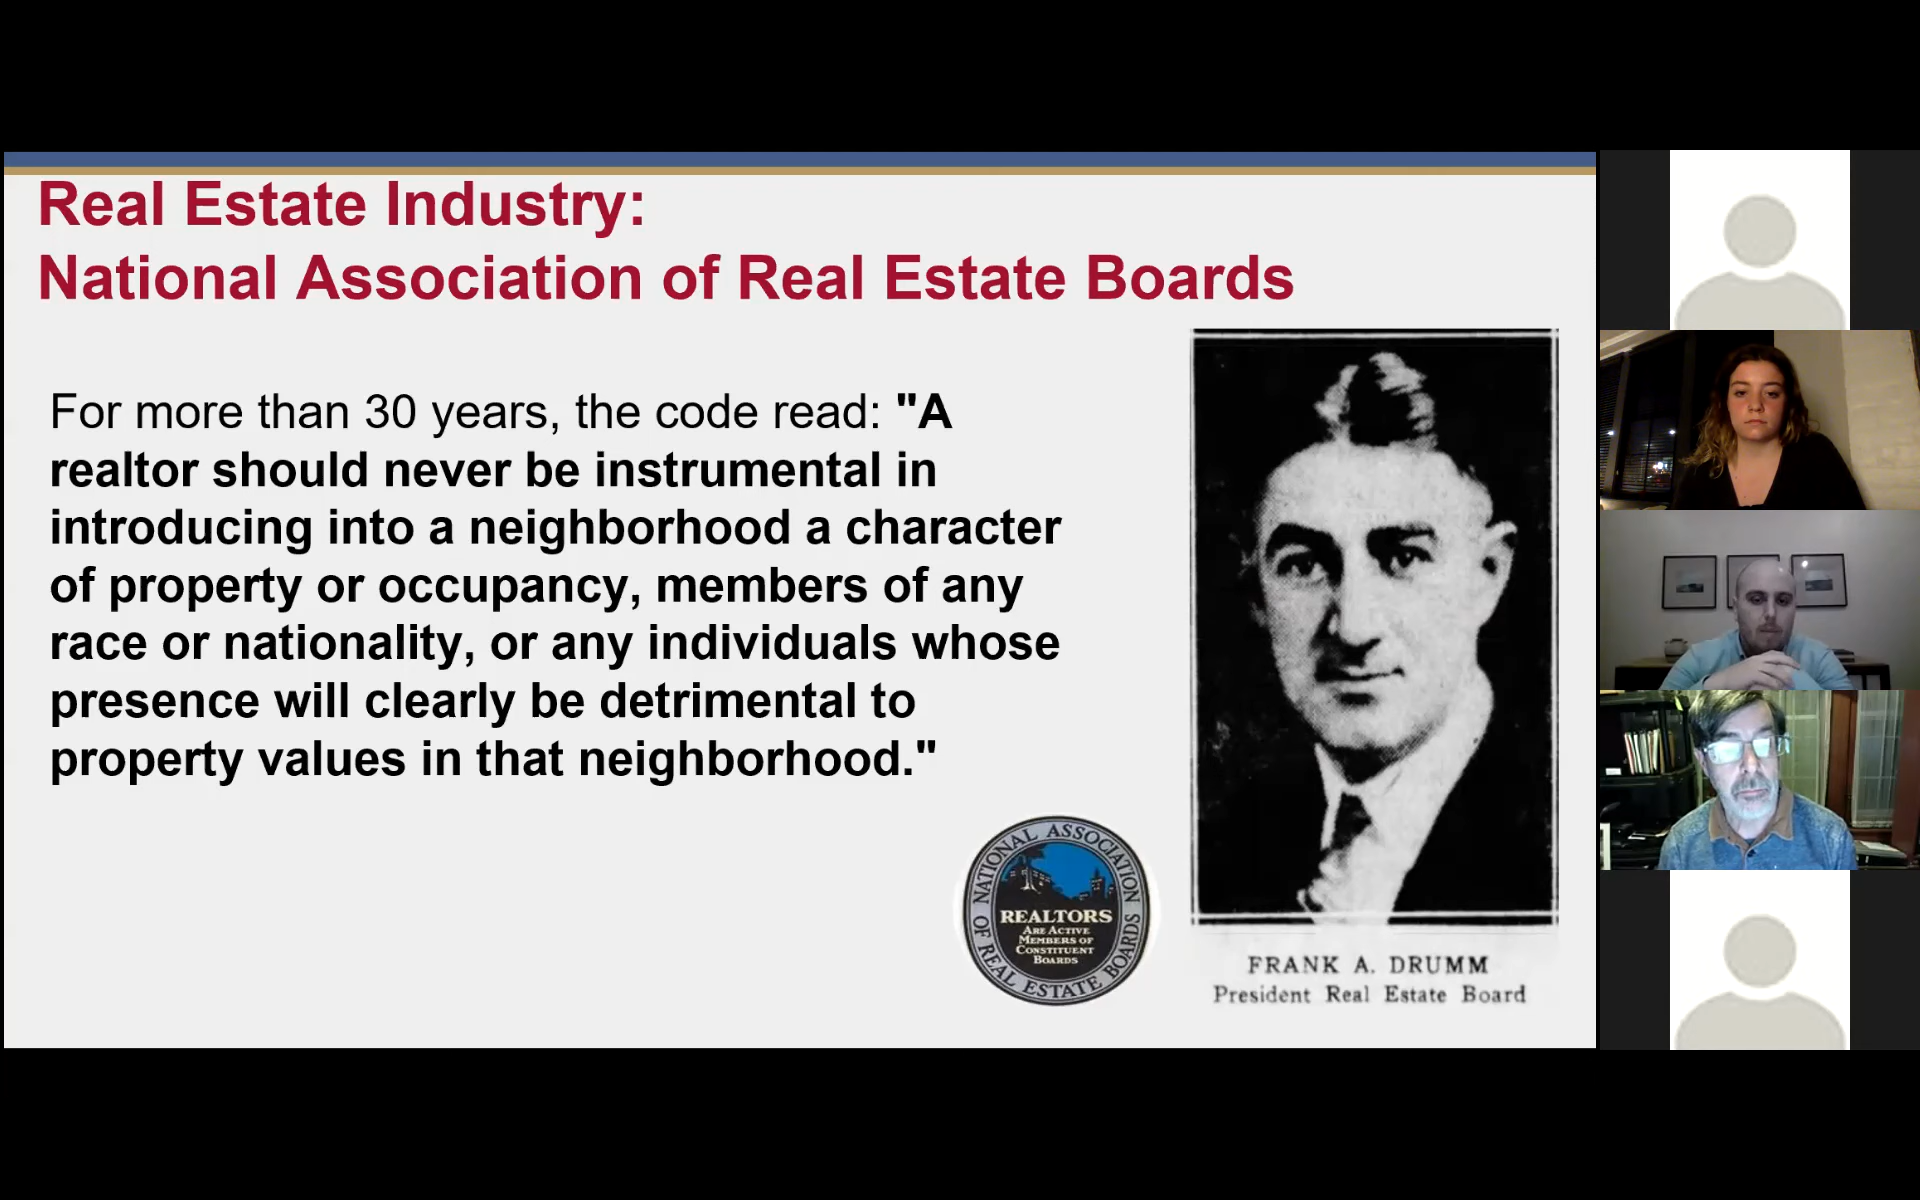 Real Estate Industry:
National Association of Real Estate Boards
For more than 30 years, the code read: "A
realtor should never be instrumental in
introducing into a neighborhood a character
of property or occupancy, members of any
race or nationality, or any individuals whose
presence will clearly be detrimental to
property values in that neighborhood."
NATIONAL ASSOCIATION OF REAL ESTATE BOARDS
REALTORS
ARE ACTIVE
MEMBERS OF
CONSTITUENT
BOARDS
FRANK A. DRUMM
President Real Estate Board